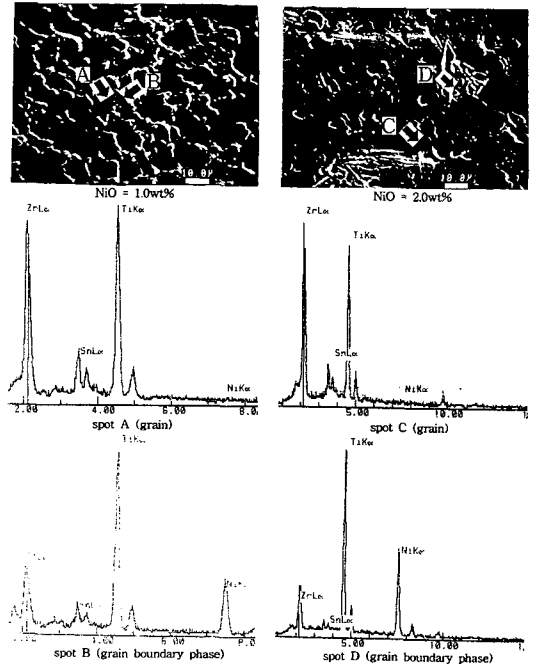 A B
D
C
10.0μ
10.0μ
NiO = 1.0wt%
NiO = 2.0wt%
ZrLα
TiKα
SnLα
NiKα
2.00 4.00 6.00
spot A (grain)
ZrLα
TiKα
SnLα
NiKα
5.00 10.00
spot C (grain)
TiKα
spot B (grain boundary phase)
TiKα
NiKα
ZrLα
SnLα
5.00 10.00
spot D (grain boundary phase)